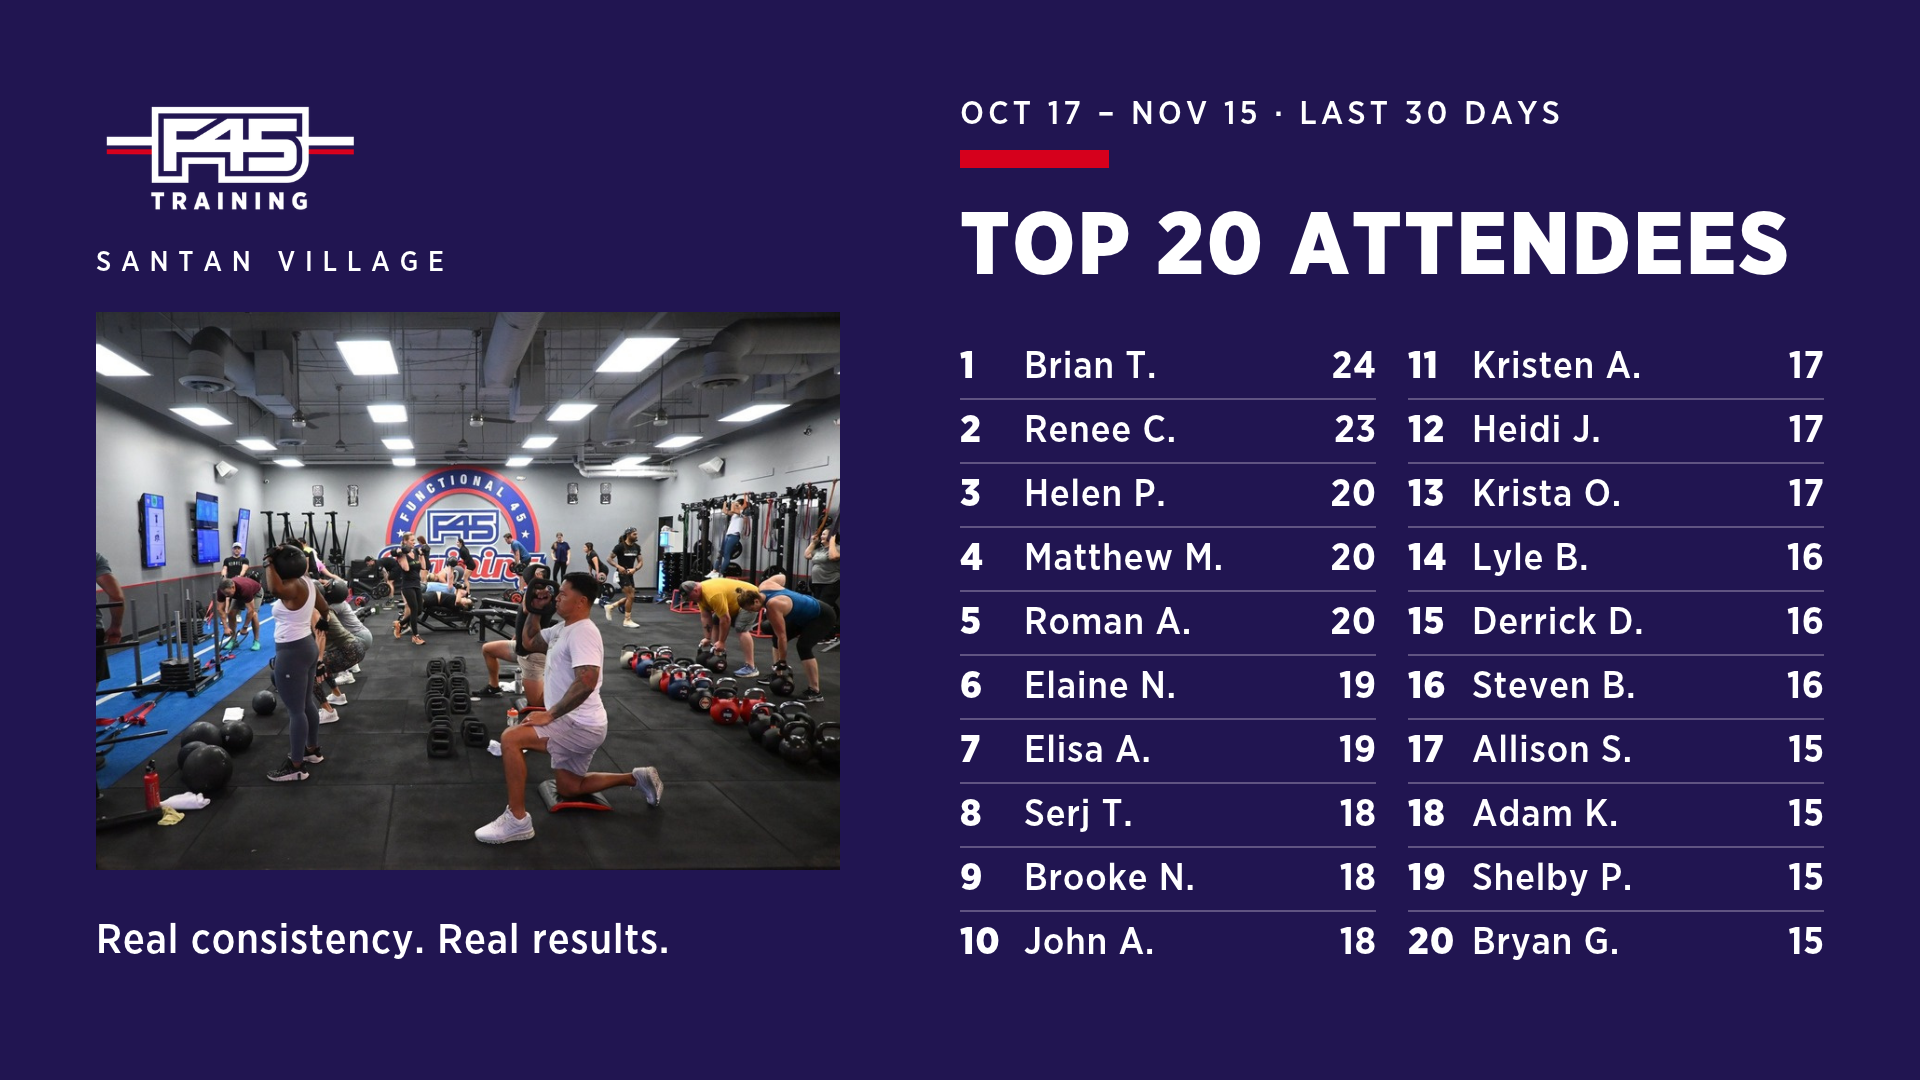 F45
TRAINING
SANTAN VILLAGE
FUNCTIONAL 45
F45
Training
Real consistency. Real results.
OCT 17 – NOV 15 · LAST 30 DAYS
TOP 20 ATTENDEES
1 Brian T. 24
2 Renee C. 23
3 Helen P. 20
4 Matthew M. 20
5 Roman A. 20
6 Elaine N. 19
7 Elisa A. 19
8 Serj T. 18
9 Brooke N. 18
10 John A. 18
11 Kristen A. 17
12 Heidi J. 17
13 Krista O. 17
14 Lyle B. 16
15 Derrick D. 16
16 Steven B. 16
17 Allison S. 15
18 Adam K. 15
19 Shelby P. 15
20 Bryan G. 15